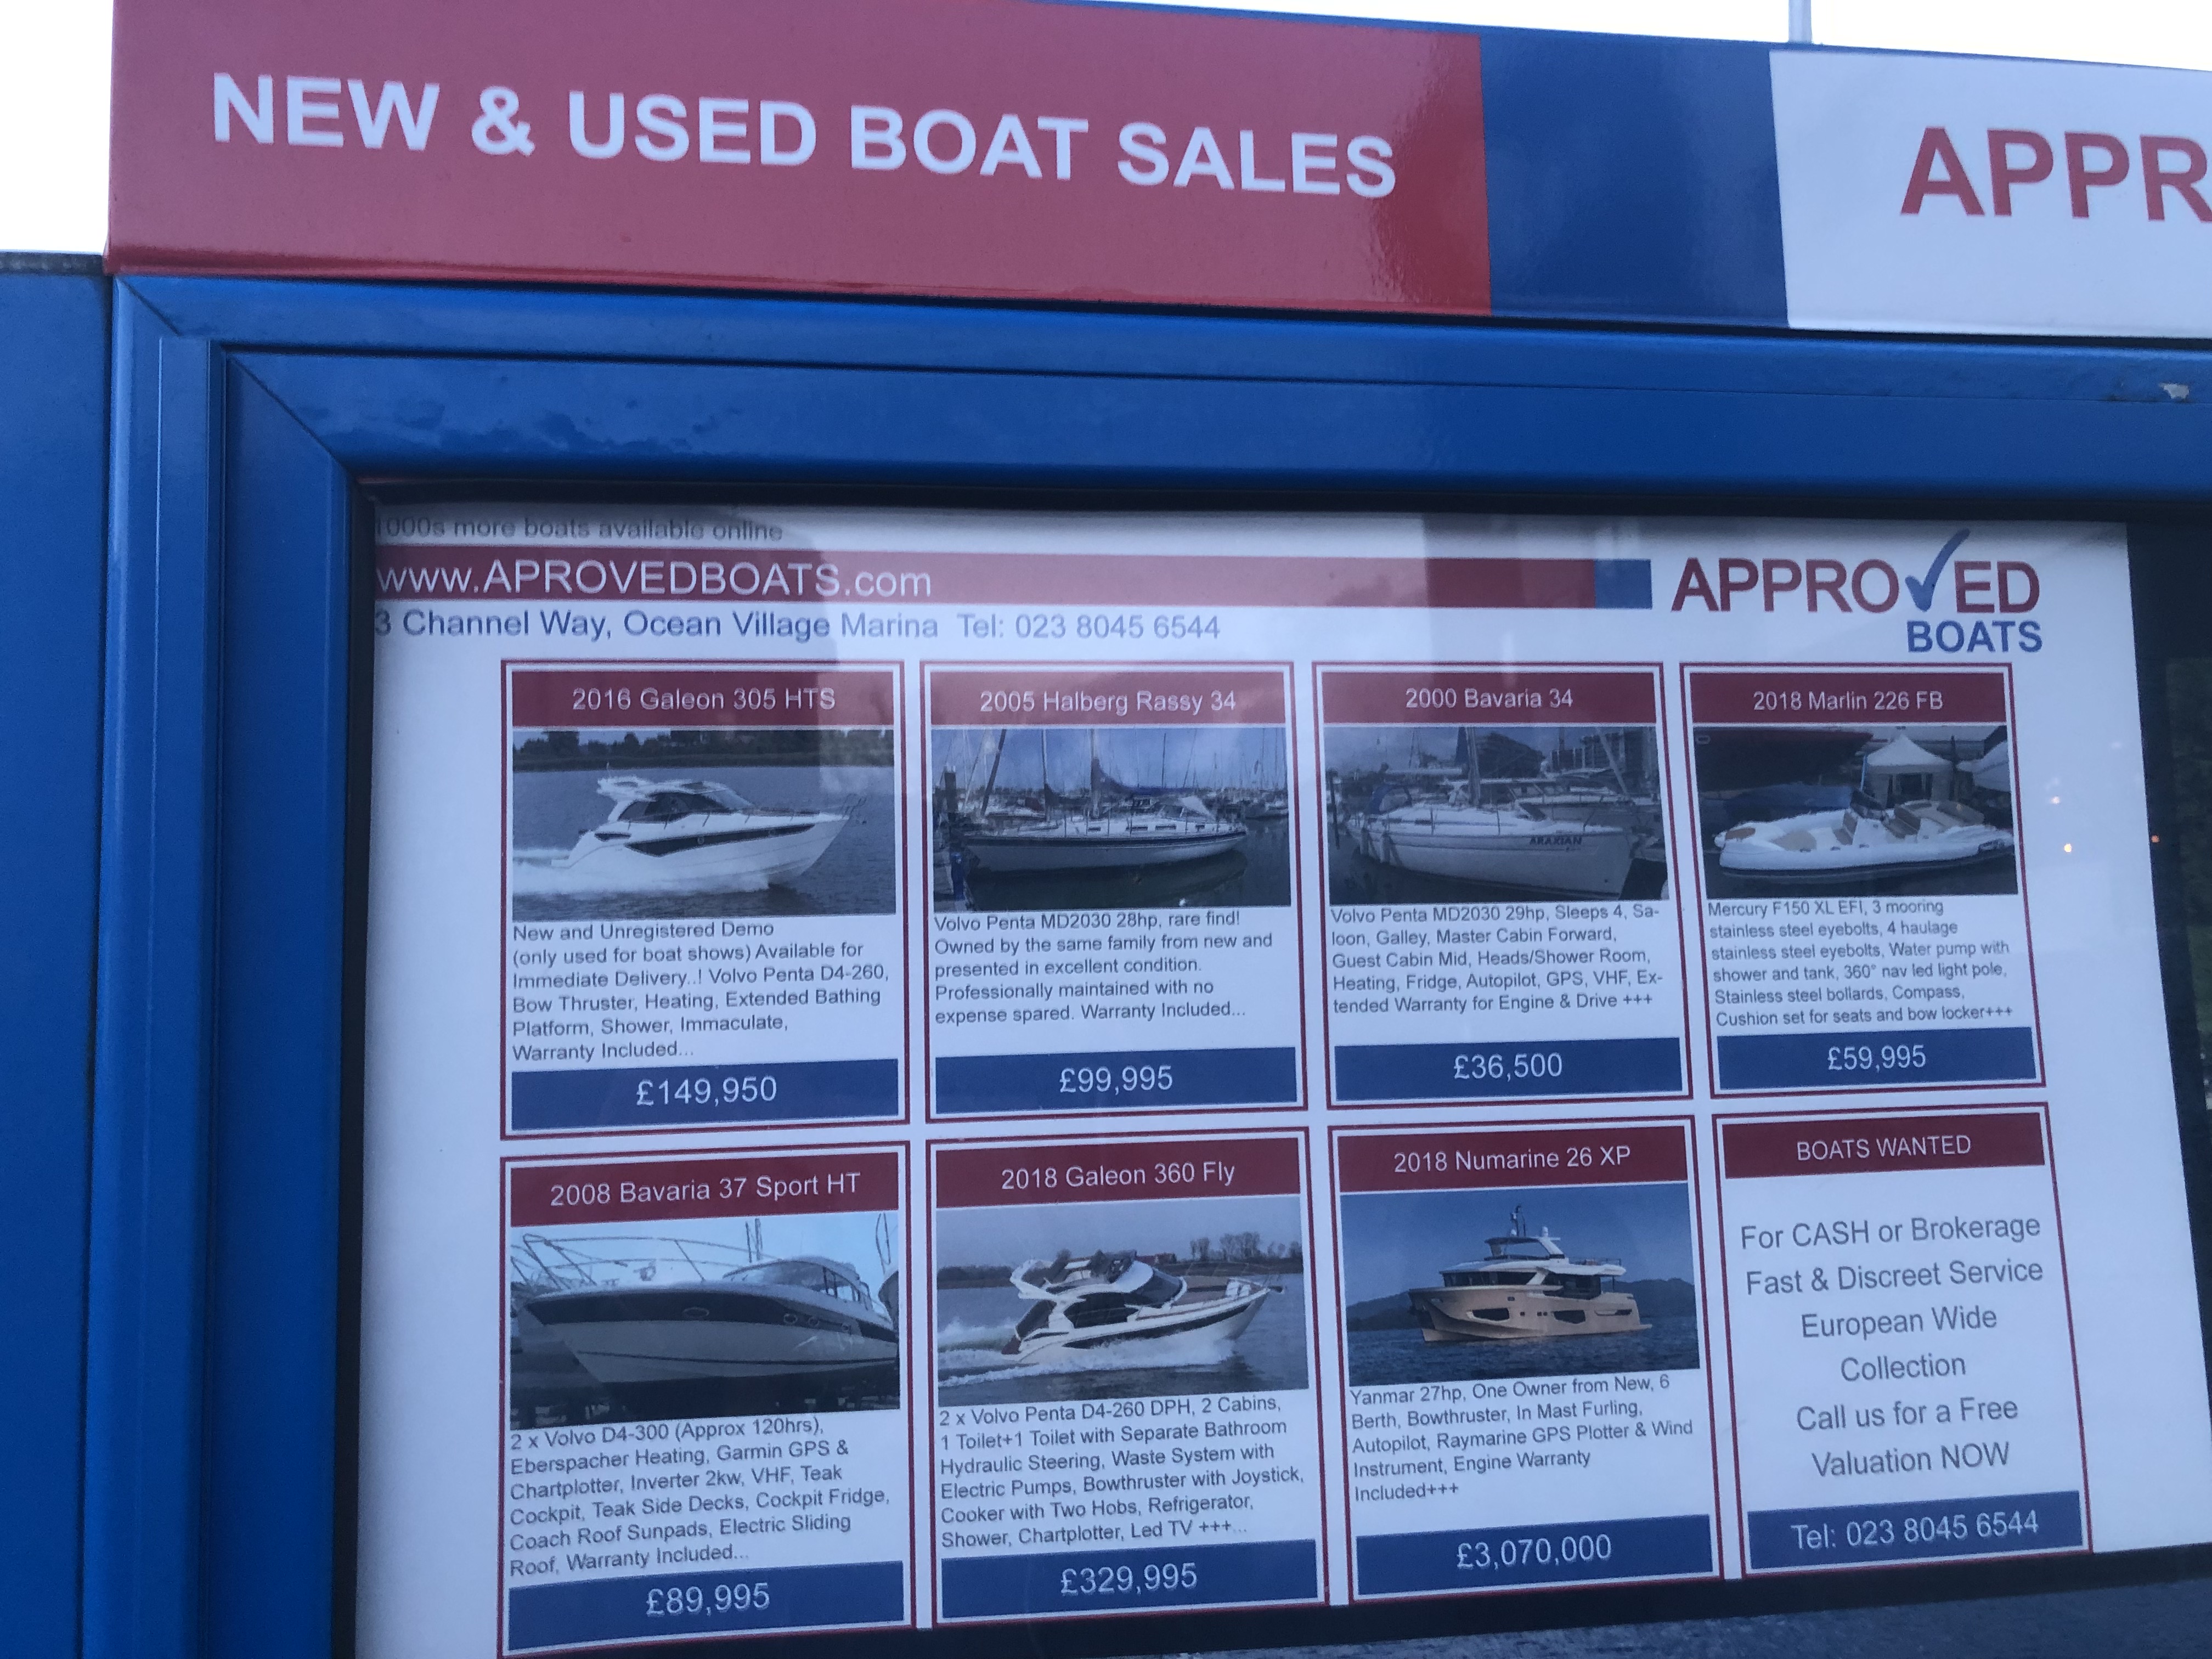 NEW & USED BOAT SALES
APPR
1000s more boats available online
www.APROVEDBOATS.com
3 Channel Way, Ocean Village Marina Tel: 023 8045 6544
APPROVED
BOATS
2016 Galeon 305 HTS
New and Unregistered Demo
(only used for boat shows) Available for
Immediate Delivery..! Volvo Penta D4-260,
Bow Thruster, Heating, Extended Bathing
Platform, Shower, Immaculate,
Warranty Included...
£149,950
2005 Halberg Rassy 34
Volvo Penta MD2030 28hp, rare find!
Owned by the same family from new and
presented in excellent condition.
Professionally maintained with no
expense spared. Warranty Included...
£99,995
2000 Bavaria 34
ARAXIAN
Volvo Penta MD2030 29hp, Sleeps 4, Sa-
loon, Galley, Master Cabin Forward,
Guest Cabin Mid, Heads/Shower Room,
Heating, Fridge, Autopilot, GPS, VHF, Ex-
tended Warranty for Engine & Drive +++
£36,500
2018 Marlin 226 FB
Mercury F150 XL EFI, 3 mooring
stainless steel eyebolts, 4 haulage
stainless steel eyebolts, Water pump with
shower and tank, 360° nav led light pole,
Stainless steel bollards, Compass,
Cushion set for seats and bow locker+++
£59,995
2008 Bavaria 37 Sport HT
2 x Volvo D4-300 (Approx 120hrs),
Eberspacher Heating, Garmin GPS &
Chartplotter, Inverter 2kw, VHF, Teak
Cockpit, Teak Side Decks, Cockpit Fridge,
Coach Roof Sunpads, Electric Sliding
Roof, Warranty Included...
£89,995
2018 Galeon 360 Fly
2 x Volvo Penta D4-260 DPH, 2 Cabins,
1 Toilet+1 Toilet with Separate Bathroom
Hydraulic Steering, Waste System with
Electric Pumps, Bowthruster with Joystick,
Cooker with Two Hobs, Refrigerator,
Shower, Chartplotter, Led TV +++...
£329,995
2018 Numarine 26 XP
Yanmar 27hp, One Owner from New, 6
Berth, Bowthruster, In Mast Furling,
Autopilot, Raymarine GPS Plotter & Wind
Instrument, Engine Warranty
Included+++
£3,070,000
BOATS WANTED
For CASH or Brokerage
Fast & Discreet Service
European Wide
Collection
Call us for a Free
Valuation NOW
Tel: 023 8045 6544